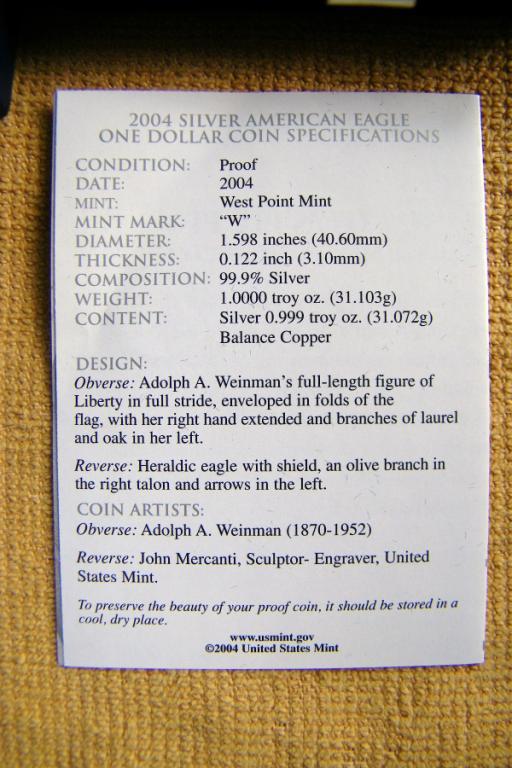 2004 SILVER AMERICAN EAGLE
ONE DOLLAR COIN SPECIFICATIONS
CONDITION: Proof
DATE: 2004
MINT: West Point Mint
MINT MARK: “W”
DIAMETER: 1.598 inches (40.60mm)
THICKNESS: 0.122 inch (3.10mm)
COMPOSITION: 99.9% Silver
WEIGHT: 1.0000 troy oz. (31.103g)
CONTENT: Silver 0.999 troy oz. (31.072g)
Balance Copper
DESIGN:
Obverse: Adolph A. Weinman’s full-length figure of
Liberty in full stride, enveloped in folds of the
flag, with her right hand extended and branches of laurel
and oak in her left.
Reverse: Heraldic eagle with shield, an olive branch in
the right talon and arrows in the left.
COIN ARTISTS:
Obverse: Adolph A. Weinman (1870-1952)
Reverse: John Mercanti, Sculptor- Engraver, United
States Mint.
To preserve the beauty of your proof coin, it should be stored in a
cool, dry place.
www.usmint.gov
©2004 United States Mint